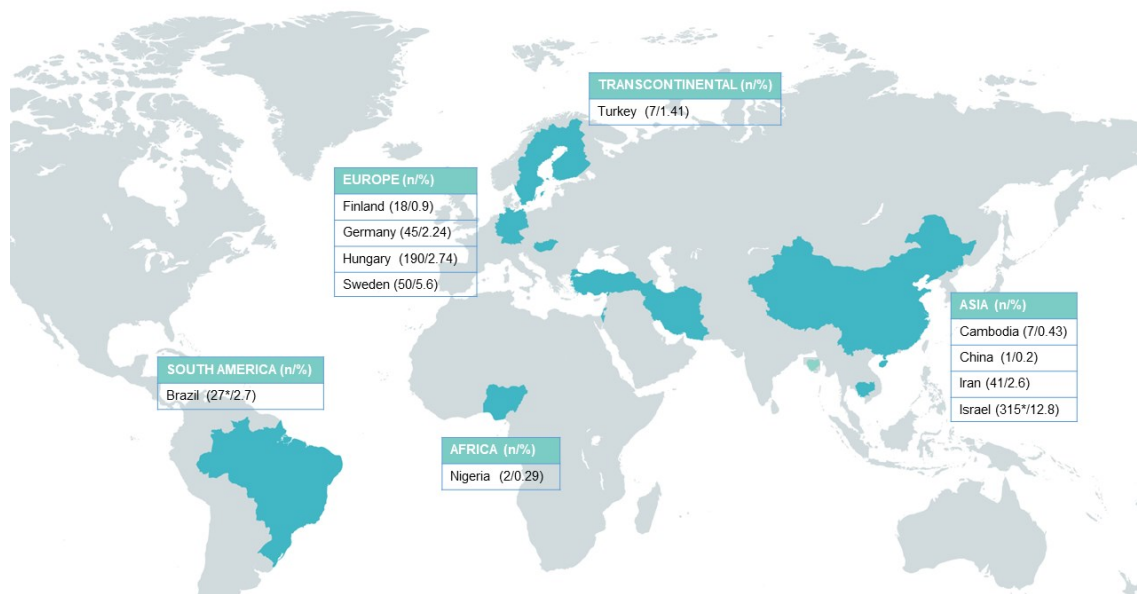 TRANSCONTINENTAL (n/%)
Turkey (7/1.41)
EUROPE (n/%)
Finland (18/0.9)
Germany (45/2.24)
Hungary (190/2.74)
Sweden (50/5.6)
ASIA (n/%)
Cambodia (7/0.43)
China (1/0.2)
Iran (41/2.6)
Israel (315*/12.8)
SOUTH AMERICA (n/%)
Brazil (27*/2.7)
AFRICA (n/%)
Nigeria (2/0.29)